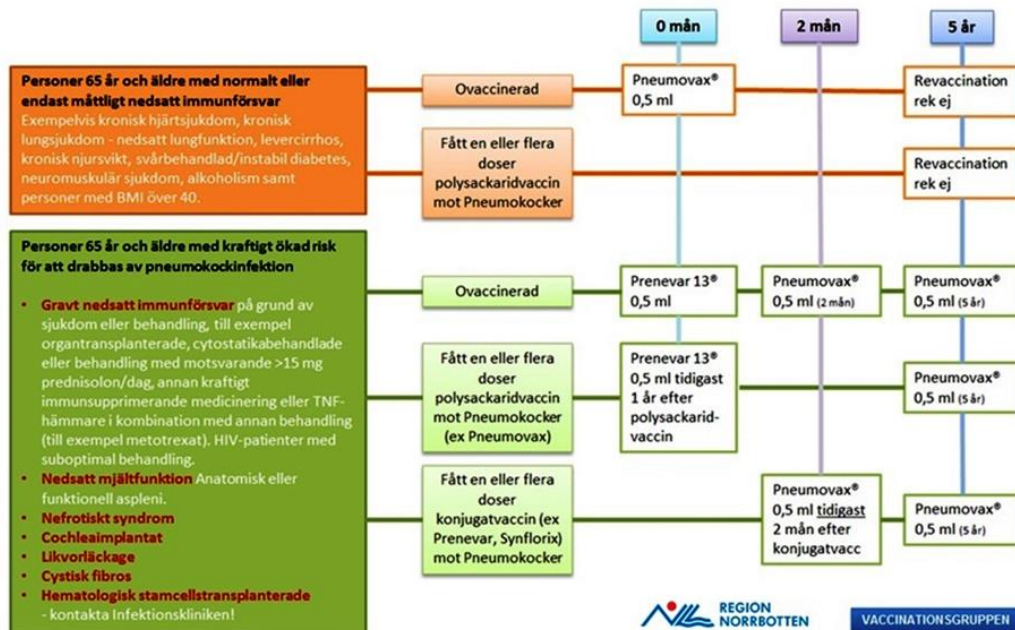 0 mån
2 mån
5 år
Personer 65 år och äldre med normalt eller
endast måttligt nedsatt immunförsvar
Exempelvis kronisk hjärtsjukdom, kronisk
lungsjukdom - nedsatt lungfunktion, levercirrhos,
kronisk njursvikt, svårbehandlad/instabil diabetes,
neuromuskulär sjukdom, alkoholism samt
personer med BMI över 40.
Ovaccinerad
Pneumovax®
0,5 ml
Revaccination
rek ej
Fått en eller flera
doser
polysackaridvaccin
mot Pneumokocker
Revaccination
rek ej
Personer 65 år och äldre med kraftigt ökad risk
för att drabbas av pneumokockinfektion
• Gravt nedsatt immunförsvar på grund av
sjukdom eller behandling, till exempel
organtransplanterade, cytostatikabehandlade
eller behandling med motsvarande >15 mg
prednisolon/dag, annan kraftigt
immunsupprimerande medicinering eller TNF-
hämmare i kombination med annan behandling
(till exempel metotrexat). HIV-patienter med
suboptimal behandling.
• Nedsatt mjältfunktion Anatomisk eller
funktionell aspleni.
• Nefrotiskt syndrom
• Cochleaimplantat
• Likvorläckage
• Cystisk fibros
• Hematologisk stamcellstransplanterade
- kontakta Infektionskliniken!
Ovaccinerad
Prenevar 13®
0,5 ml
Pneumovax®
0,5 ml (2 mån)
Pneumovax®
0,5 ml (5 år)
Fått en eller flera
doser
polysackaridvaccin
mot Pneumokocker
(ex Pneumovax)
Prenevar 13®
0,5 ml tidigast
1 år efter
polysackarid-
vaccin
Pneumovax®
0,5 ml (5 år)
Fått en eller flera
doser
konjugatvaccin (ex
Prenevar, Synflorix)
mot Pneumokocker
Pneumovax®
0,5 ml tidigast
2 mån efter
konjugatvacc
Pneumovax®
0,5 ml (5 år)
REGION
NORRBOTTEN
VACCINATIONSGRUPPEN